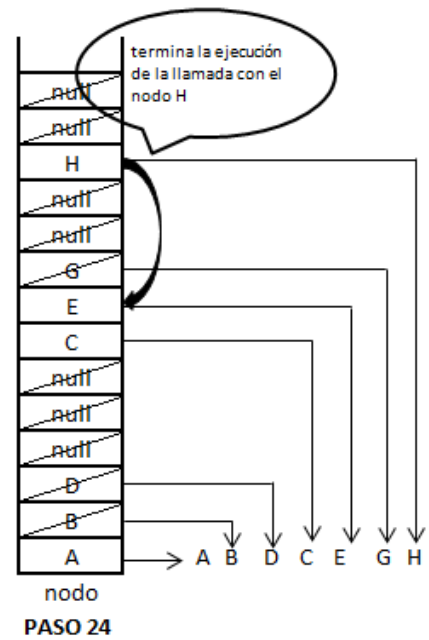 termina la ejecución
de la llamada con el
nodo H
null
null
H
null
null
G
E
C
null
null
null
D
B
A
A B D C E G H
nodo
PASO 24